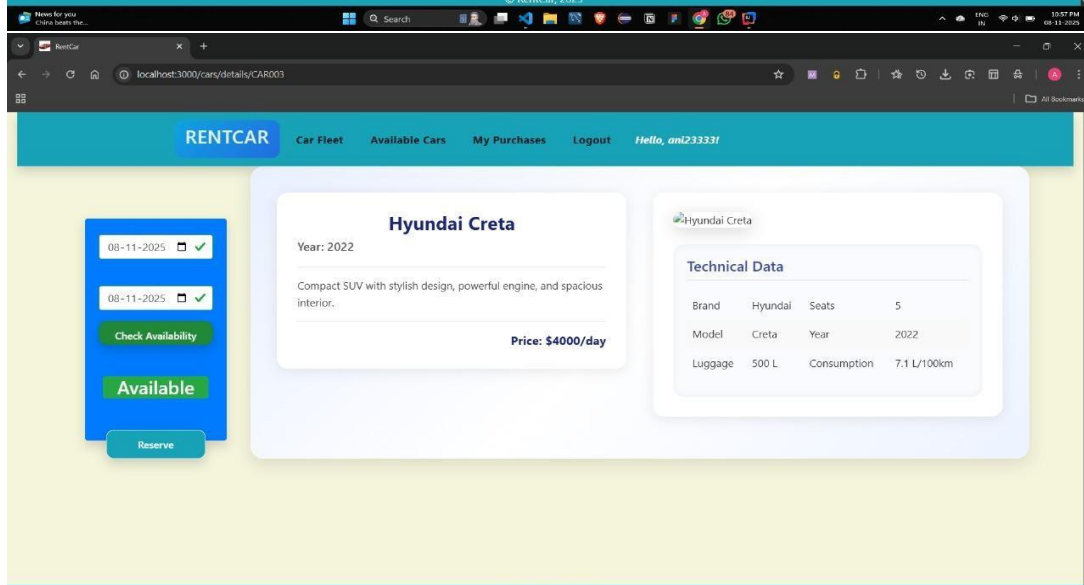 © RentCar, 2025
News for you
China beats the...
Search
ENG
IN
10:57 PM
08-11-2025
RentCar
localhost:3000/cars/details/CAR003
All Bookmarks
RENTCAR Car Fleet Available Cars My Purchases Logout Hello, ani23333!
08-11-2025
08-11-2025
Check Availability
Available
Reserve
Hyundai Creta
Year: 2022
Compact SUV with stylish design, powerful engine, and spacious
interior.
Price: $4000/day
Hyundai Creta
Technical Data
Brand Hyundai Seats 5
Model Creta Year 2022
Luggage 500 L Consumption 7.1 L/100km